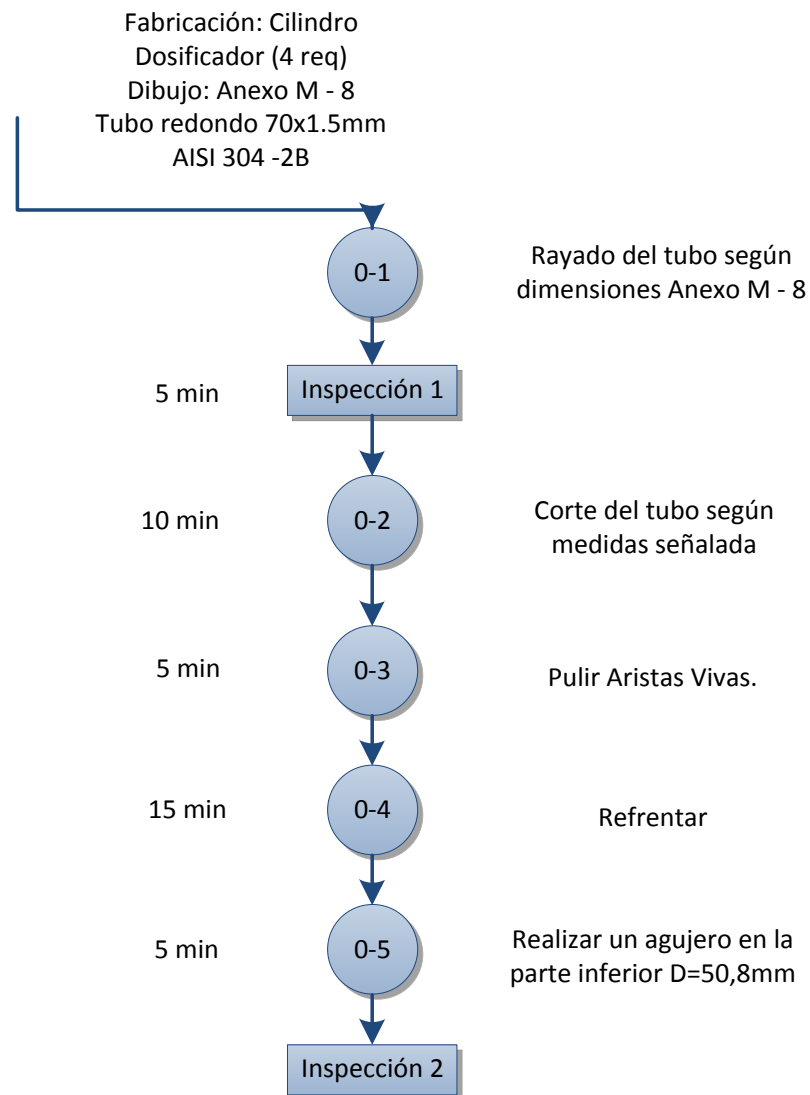 Fabricación: Cilindro
Dosificador (4 req)
Dibujo: Anexo M - 8
Tubo redondo 70x1.5mm
AISI 304 -2B
0-1
Rayado del tubo según
dimensiones Anexo M - 8
5 min
Inspección 1
10 min
0-2
Corte del tubo según
medidas señalada
5 min
0-3
Pulir Aristas Vivas.
15 min
0-4
Refrentar
5 min
0-5
Realizar un agujero en la
parte inferior D=50,8mm
Inspección 2